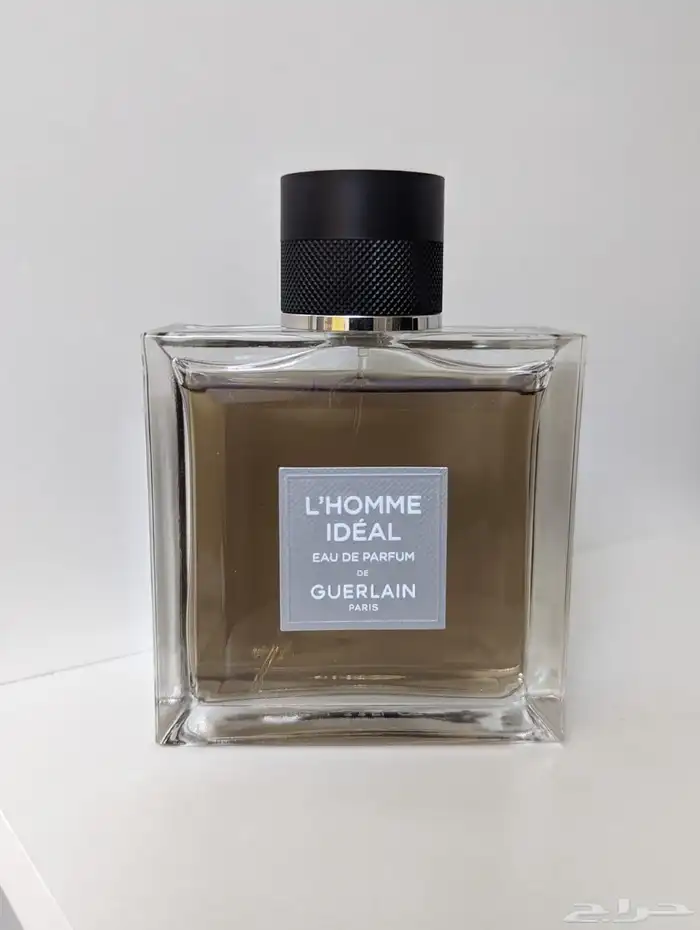 L'HOMME
IDÉAL
EAU DE PARFUM
DE
GUERLAIN
PARIS
حراج